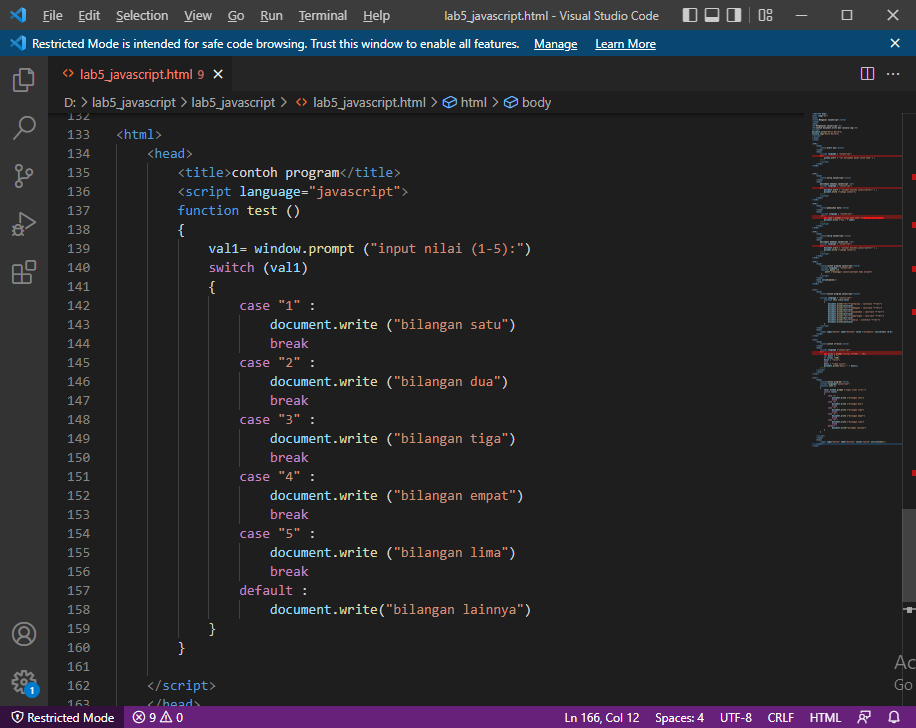 File Edit Selection View Go Run Terminal Help lab5_javascript.html - Visual Studio Code
Restricted Mode is intended for safe code browsing. Trust this window to enable all features. Manage Learn More
lab5_javascript.html 9
D: > lab5_javascript > lab5_javascript > lab5_javascript.html > html > body
132
133 <html>
134 <head>
135 <title>contoh program</title>
136 <script language="javascript">
137 function test ()
138 {
139 val1= window.prompt ("input nilai (1-5):")
140 switch (val1)
141 {
142 case "1" :
143 document.write ("bilangan satu")
144 break
145 case "2" :
146 document.write ("bilangan dua")
147 break
148 case "3" :
149 document.write ("bilangan tiga")
150 break
151 case "4" :
152 document.write ("bilangan empat")
153 break
154 case "5" :
155 document.write ("bilangan lima")
156 break
157 default :
158 document.write("bilangan lainnya")
159 }
160 }
161
162 </script>
163 </head>
Ac
Go
1
Restricted Mode 9 0 Ln 166, Col 12 Spaces: 4 UTF-8 CRLF HTML